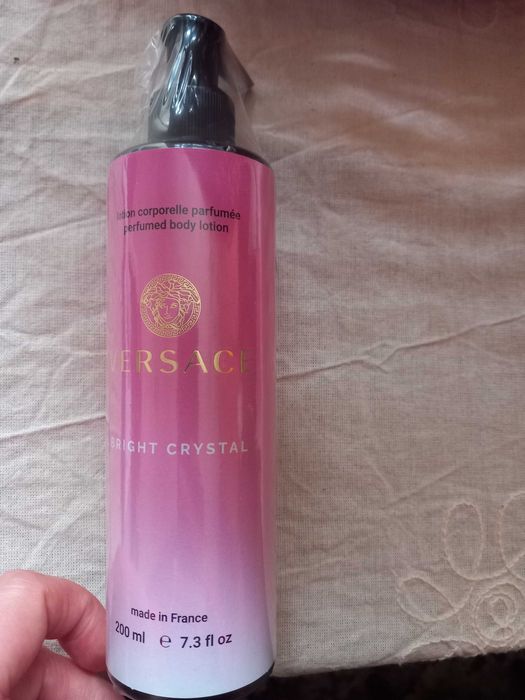 lotion corporelle parfumée
perfumed body lotion
VERSACE
BRIGHT CRYSTAL
made in France
200 ml e 7.3 fl oz